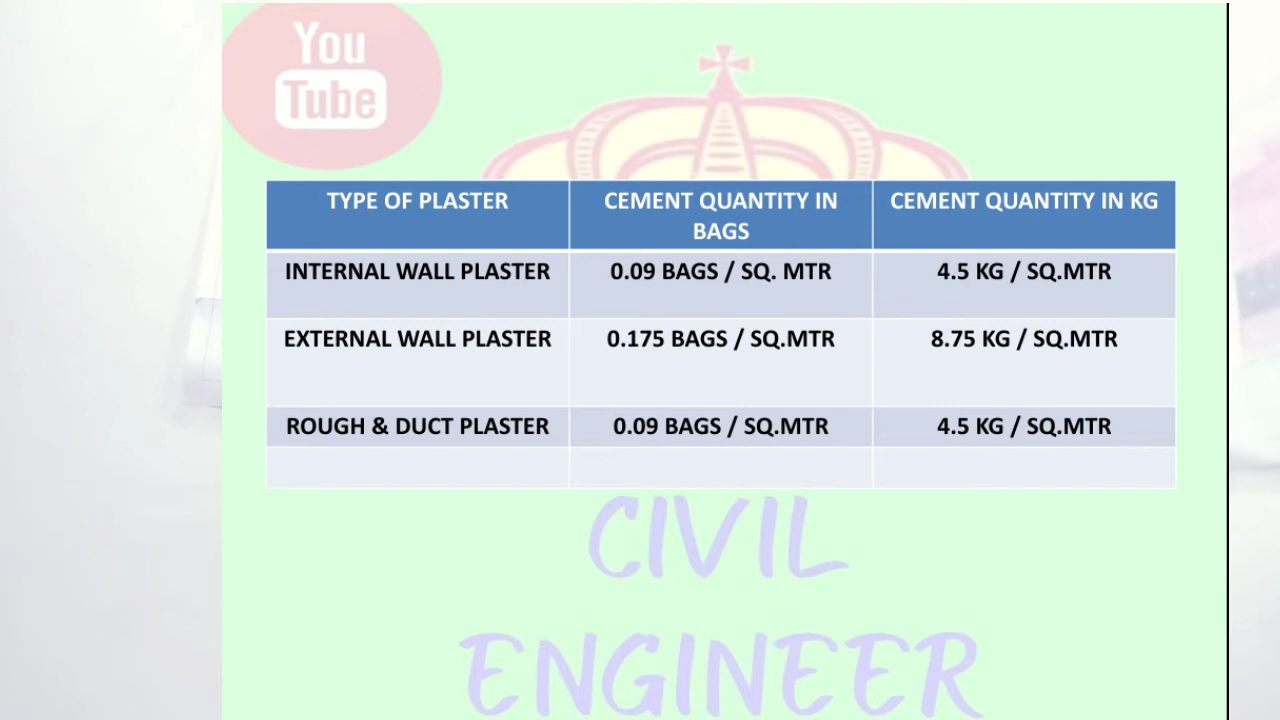 You
Tube
TYPE OF PLASTER
CEMENT QUANTITY IN
BAGS
CEMENT QUANTITY IN KG
INTERNAL WALL PLASTER
0.09 BAGS / SQ. MTR
4.5 KG / SQ.MTR
EXTERNAL WALL PLASTER
0.175 BAGS / SQ.MTR
8.75 KG / SQ.MTR
ROUGH & DUCT PLASTER
0.09 BAGS / SQ.MTR
4.5 KG / SQ.MTR
CIVIL
ENGINEER